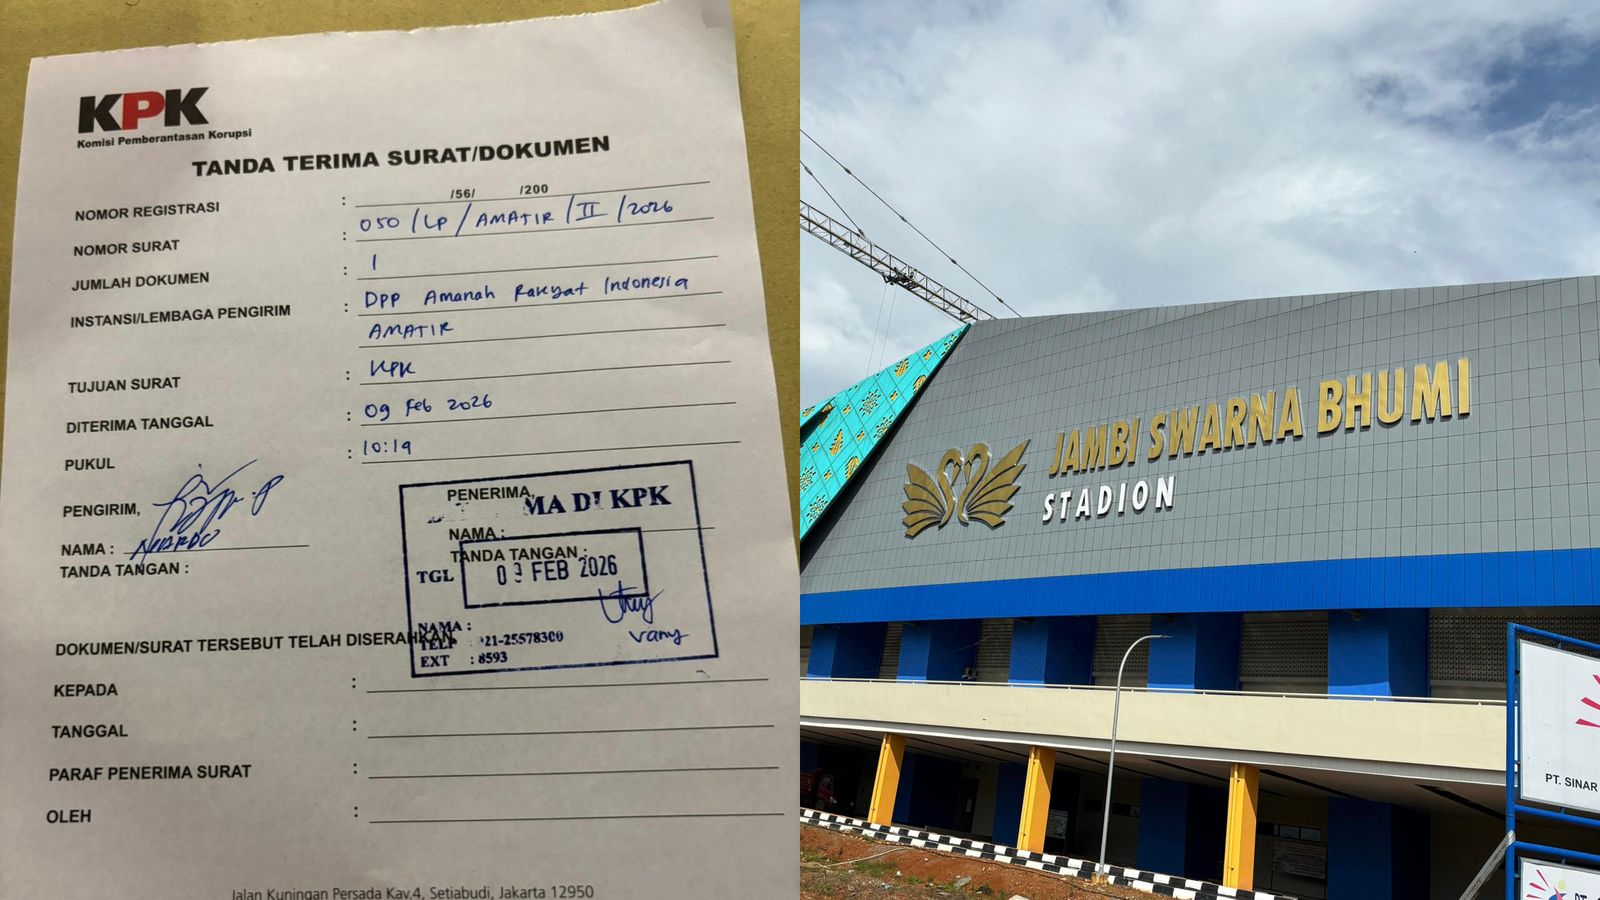 KPK
Komisi Pemberantasan Korupsi
TANDA TERIMA SURAT/DOKUMEN
NOMOR REGISTRASI : /56/ /200
NOMOR SURAT : 050/LP/AMATIR/II/2026
JUMLAH DOKUMEN : 1
INSTANSI/LEMBAGA PENGIRIM : DPP Amanah Rakyat Indonesia
AMATIR
TUJUAN SURAT : KPK
DITERIMA TANGGAL : 09 Feb 2026
PUKUL : 10:19
PENGIRIM,
NAMA :
TANDA TANGAN :
PENERIMA,
MA DI KPK
NAMA :
TANDA TANGAN :
TGL 09 FEB 2026
Vany
NAMA :
TELP : 021-25578300
EXT : 8593
DOKUMEN/SURAT TERSEBUT TELAH DISERAHKAN,
KEPADA :
TANGGAL :
PARAF PENERIMA SURAT :
OLEH :
Jalan Kuningan Persada Kav.4, Setiabudi, Jakarta 12950
JAMBI SWARNA BHUMI
STADION
PT. SINAR